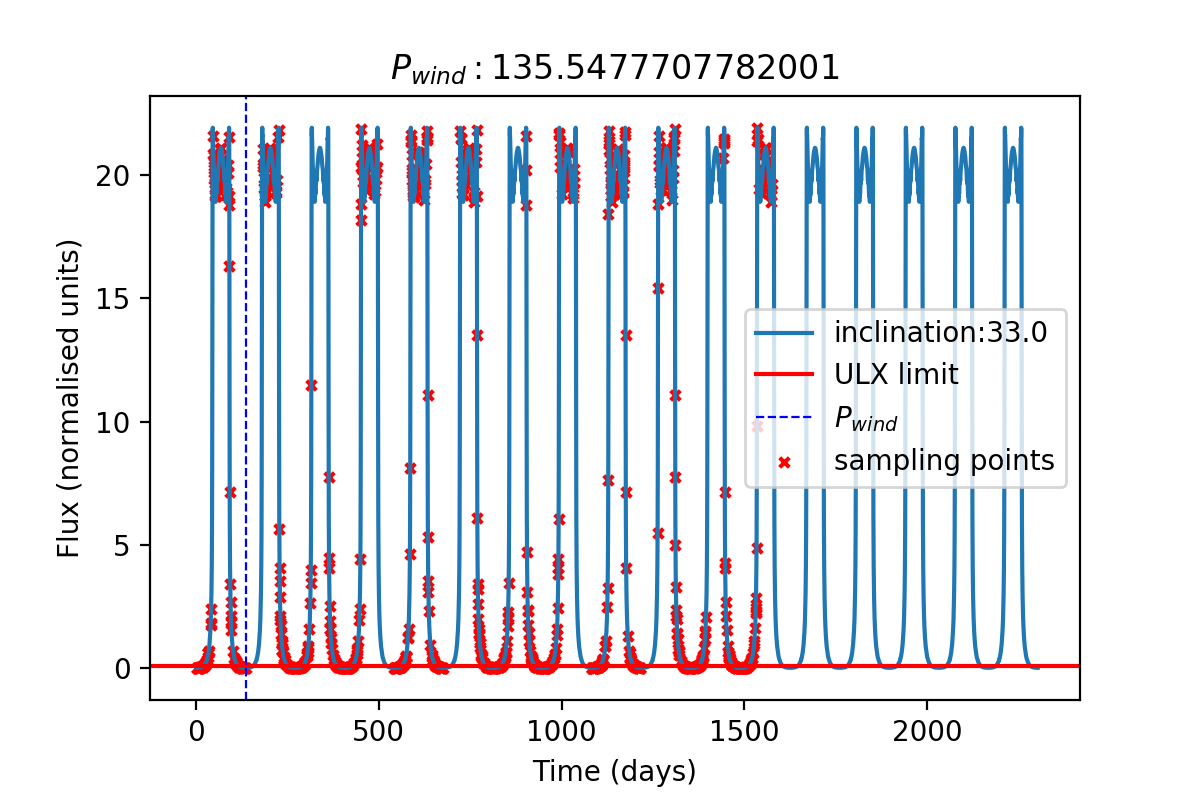 P_wind : 135.5477707782001
20
15
10
5
0
Flux (normalised units)
inclination:33.0
ULX limit
P_wind
sampling points
0 500 1000 1500 2000
Time (days)